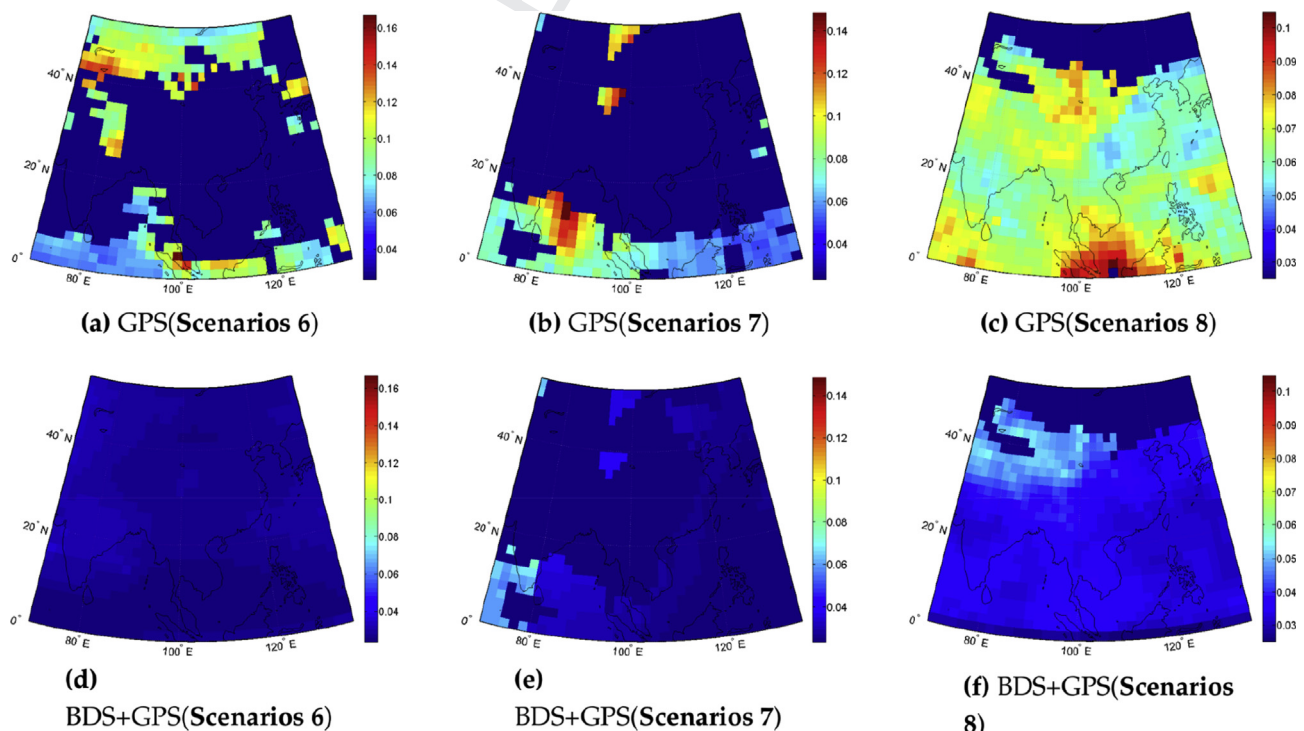 0.16
0.14
0.12
0.1
0.08
0.06
0.04
40° N
20° N
0°
80° E
100° E
120° E
(a) GPS(Scenarios 6)
0.14
0.12
0.1
0.08
0.06
0.04
40° N
20° N
0°
80° E
100° E
120° E
(b) GPS(Scenarios 7)
0.1
0.09
0.08
0.07
0.06
0.05
0.04
0.03
40° N
20° N
0°
80° E
100° E
120° E
(c) GPS(Scenarios 8)
0.16
0.14
0.12
0.1
0.08
0.06
0.04
40° N
20° N
0°
80° E
100° E
120° E
(d)
BDS+GPS(Scenarios 6)
0.14
0.12
0.1
0.08
0.06
0.04
40° N
20° N
0°
80° E
100° E
120° E
(e)
BDS+GPS(Scenarios 7)
0.1
0.09
0.08
0.07
0.06
0.05
0.04
0.03
40° N
20° N
0°
80° E
100° E
120° E
(f) BDS+GPS(Scenarios
8)